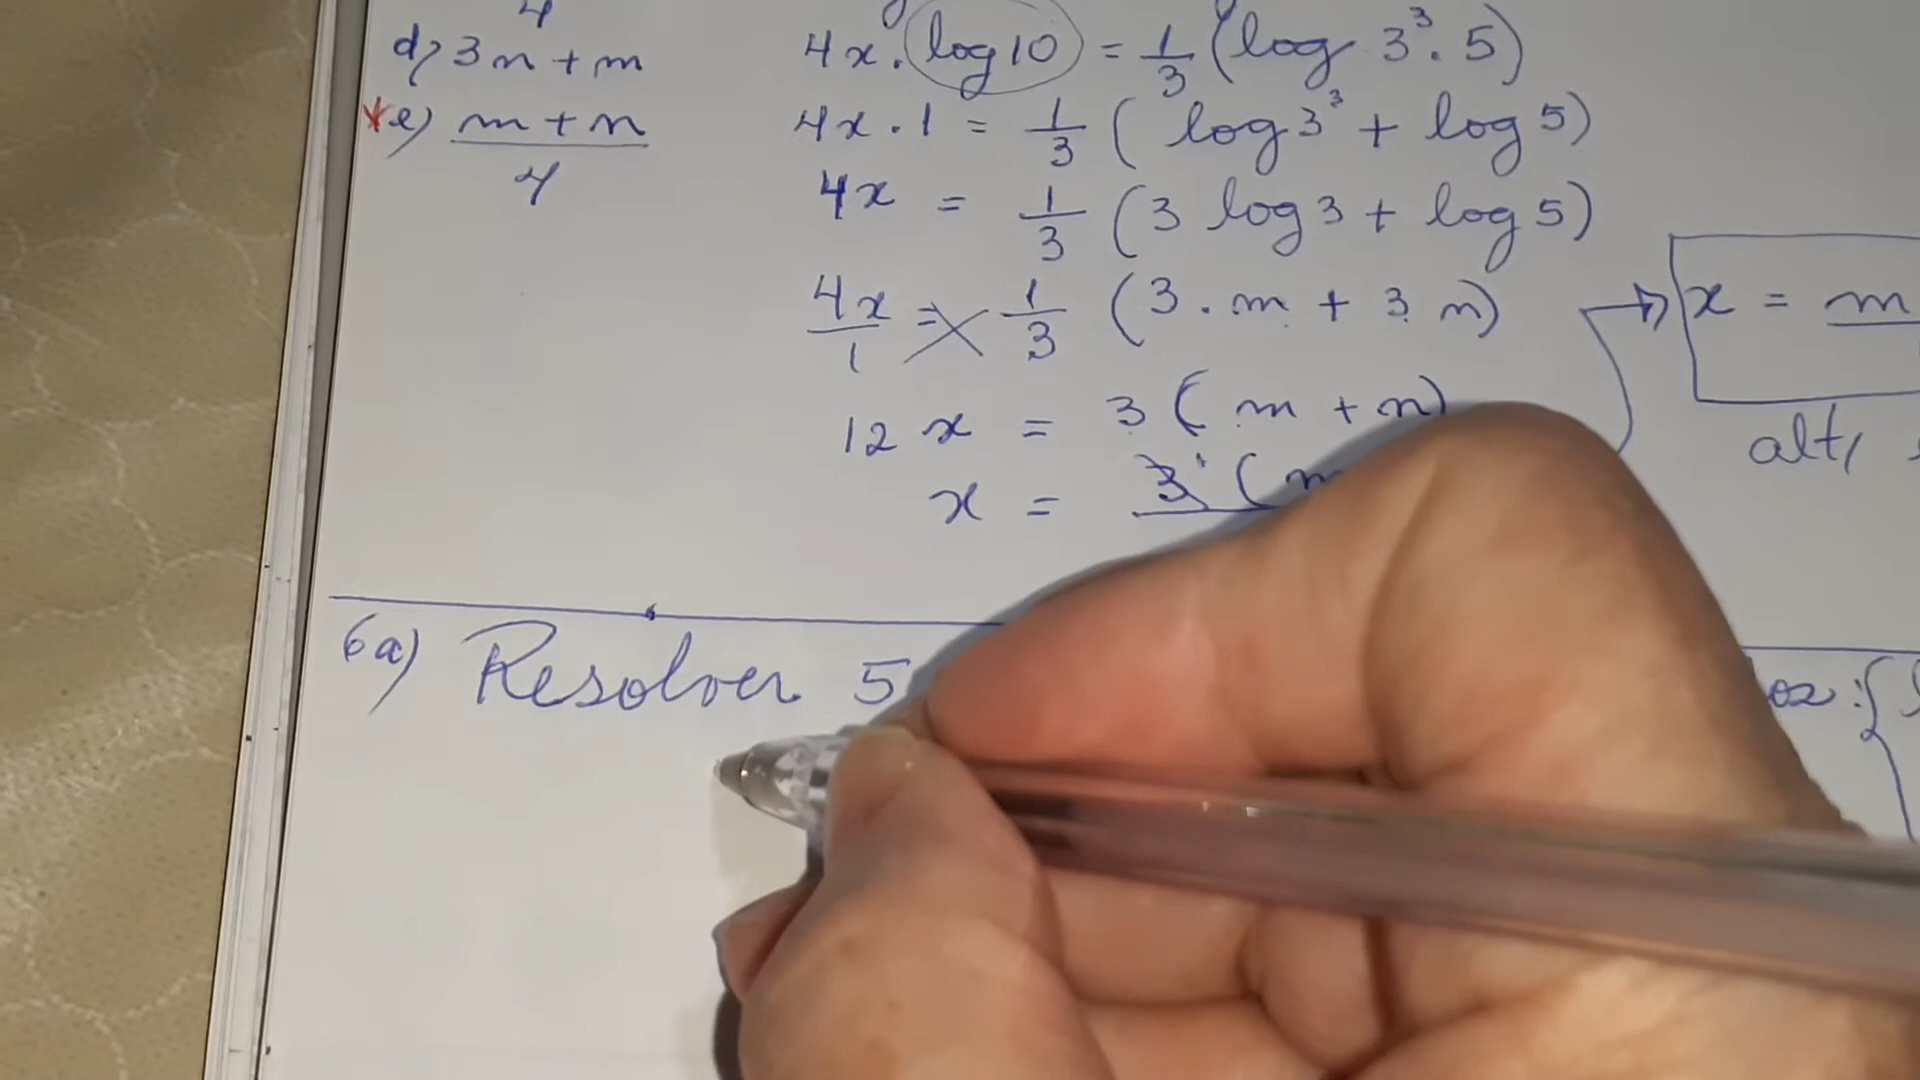 4
d) 3n + m
e) m + n
4
4x . log 10 = 1/3 (log 3³ . 5)
4x . 1 = 1/3 (log 3³ + log 5)
4x = 1/3 (3 log 3 + log 5)
4x/1 = 1/3 (3 . m + 3 n)
12 x = 3 (m + n)
x = 3 (m
x = m
alt,
6a) Resolver 5